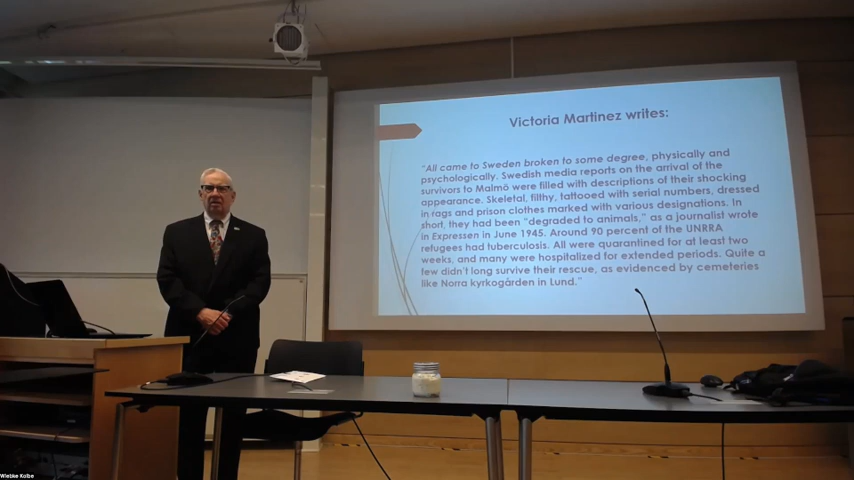 Victoria Martinez writes:
"All came to Sweden broken to some degree, physically and
psychologically. Swedish media reports on the arrival of the
survivors to Malmö were filled with descriptions of their shocking
appearance. Skeletal, filthy, tattooed with serial numbers, dressed
in rags and prison clothes marked with various designations. In
short, they had been "degraded to animals," as a journalist wrote
in Expressen in June 1945. Around 90 percent of the UNRRA
refugees had tuberculosis. All were quarantined for at least two
weeks, and many were hospitalized for extended periods. Quite a
few didn't long survive their rescue, as evidenced by cemeteries
like Norra kyrkogården in Lund."
Wiebke Kolbe